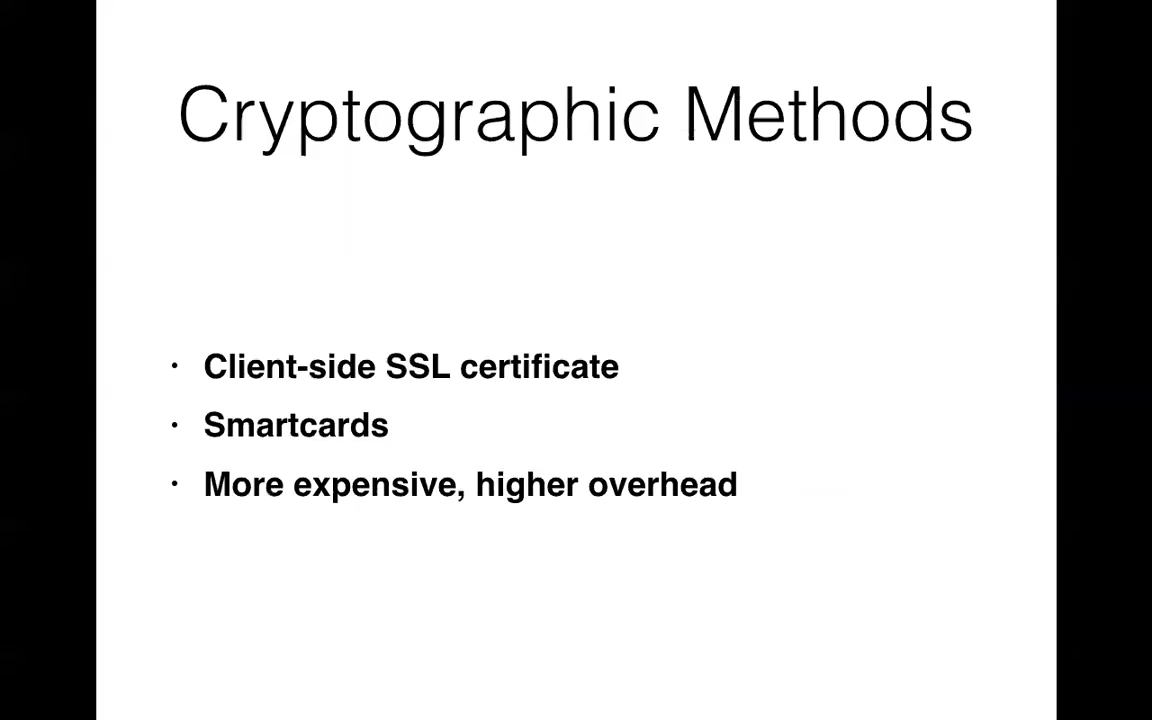 Cryptographic Methods
· Client-side SSL certificate
· Smartcards
· More expensive, higher overhead